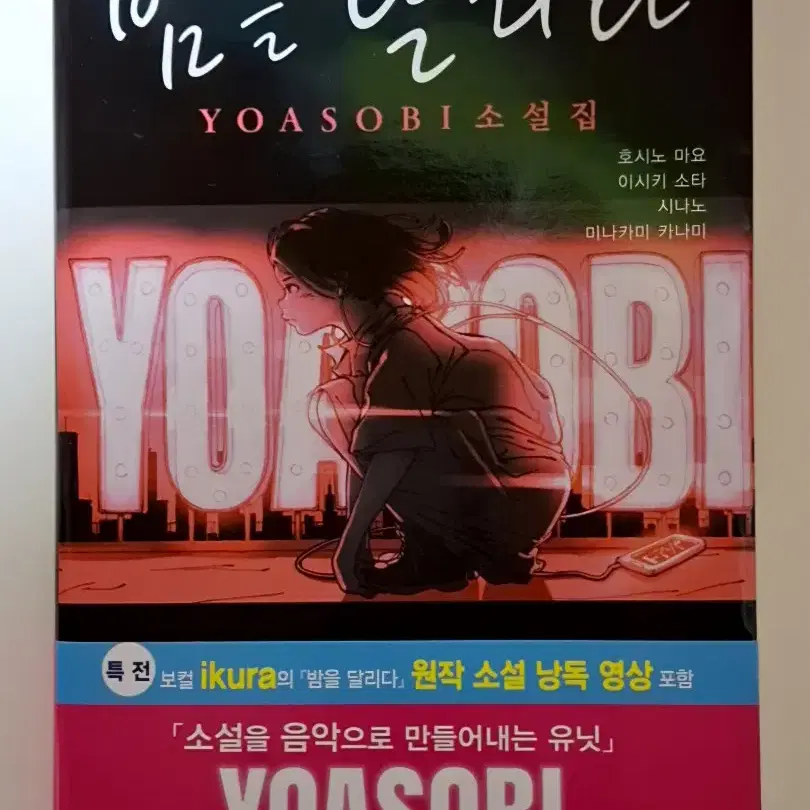 밤을 달리다
YOASOBI 소설집
호시노 마요
이시키 소타
시나노
미나카미 카나미
YOASOBI
특전 보컬 ikura의 「밤을 달리다」 원작 소설 낭독 영상 포함
「소설을 음악으로 만들어내는 유닛」
YOASOBI